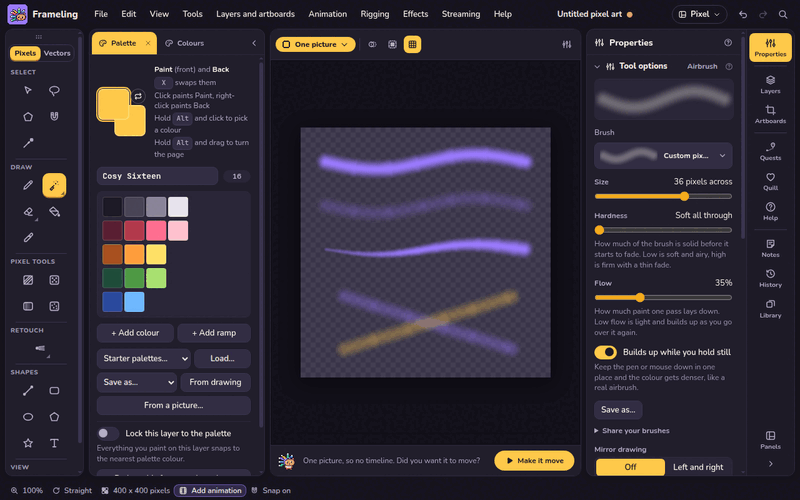 Frameling
File Edit View Tools Layers and artboards Animation Rigging Effects Streaming Help
Untitled pixel art
Pixel
Pixels Vectors
SELECT
DRAW
PIXEL TOOLS
RETOUCH
SHAPES
T
VIEW
Palette
Colours
Paint (front) and Back
X swaps them
Click paints Paint, right-
click paints Back
Hold Alt and click to pick
a colour
Hold Alt and drag to turn
the page
Cosy Sixteen
16
+ Add colour
+ Add ramp
Starter palettes...
Load...
Save as...
From drawing
From a picture...
Lock this layer to the palette
Everything you paint on this layer snaps to
the nearest palette colour.
One picture
One picture, so no timeline. Did you want it to move?
Make it move
Properties
Tool options
Airbrush
Brush
Custom pix...
Size
36 pixels across
Hardness
Soft all through
How much of the brush is solid before it
starts to fade. Low is soft and airy, high
is firm with a thin fade.
Flow
35%
How much paint one pass lays down.
Low flow is light and builds up as you go
over it again.
Builds up while you hold still
Keep the pen or mouse down in one
place and the colour gets denser, like a
real airbrush.
Save as...
Share your brushes
Mirror drawing
Off
Left and right
Properties
Layers
Artboards
Quests
Quill
Help
Notes
History
Library
Panels
100%
Straight
400 x 400 pixels
Add animation
Snap on